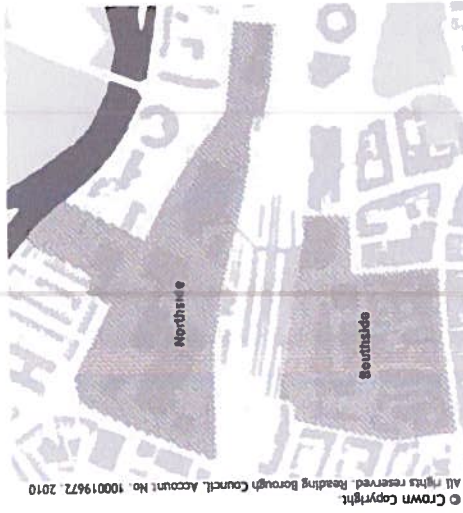 Northside
Southside
© Crown Copyright.
All rights reserved. Reading Borough Council. Account No. 100019672. 2010